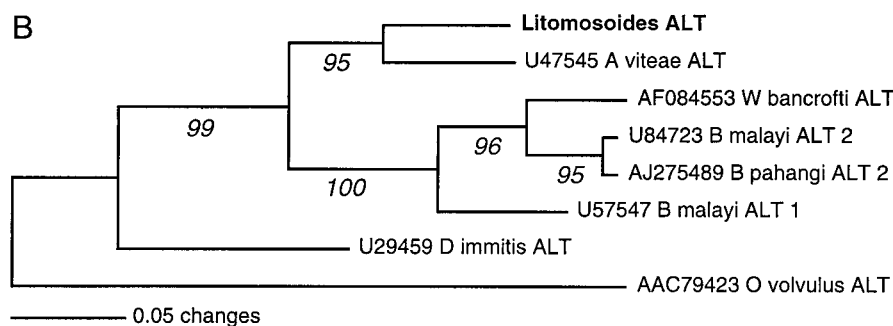 B
Litomosoides ALT
95
U47545 A viteae ALT
AF084553 W bancrofti ALT
99
U84723 B malayi ALT 2
96
AJ275489 B pahangi ALT 2
95
100
U57547 B malayi ALT 1
U29459 D immitis ALT
AAC79423 O volvulus ALT
0.05 changes